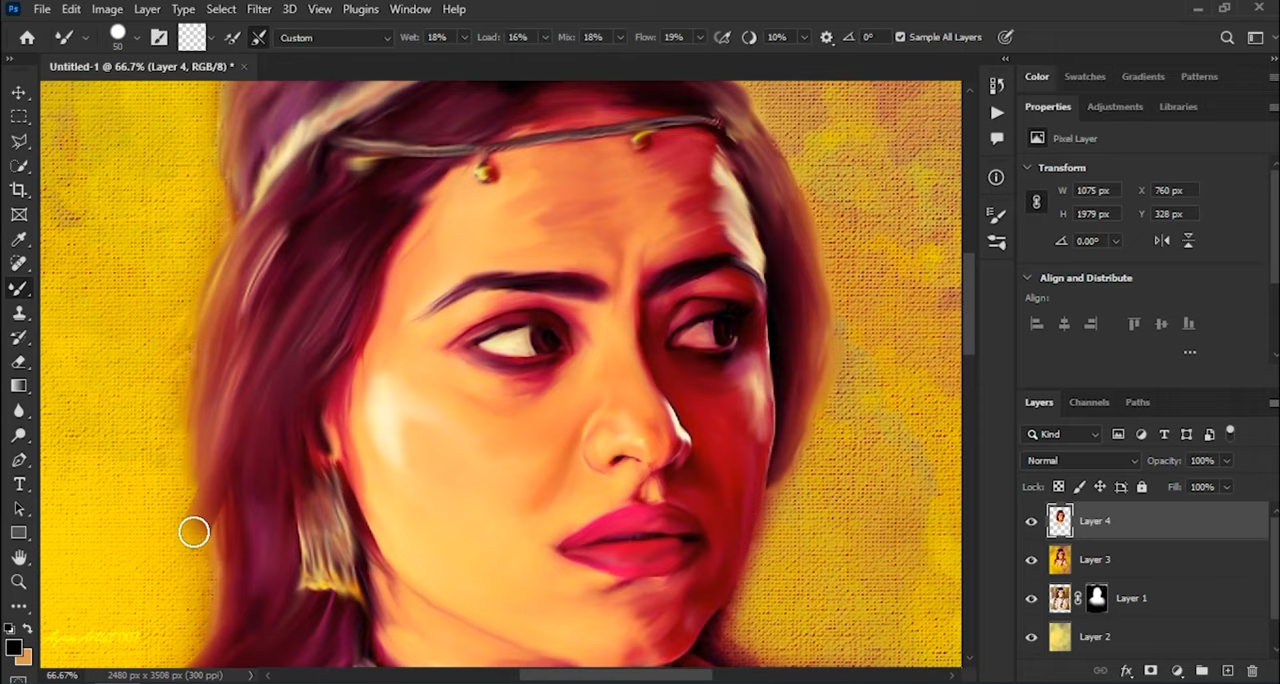 Ps File Edit Image Layer Type Select Filter 3D View Plugins Window Help
50 Custom Wet: 18% Load: 16% Mix: 18% Flow: 19% 10% 0° Sample All Layers
Untitled-1 @ 66.7% (Layer 4, RGB/8) * ×
Color Swatches Gradients Patterns
Properties Adjustments Libraries
Pixel Layer
Transform
W 1075 px X 760 px
H 1979 px Y 328 px
0.00°
Align and Distribute
Align:
Layers Channels Paths
Kind
Normal Opacity: 100%
Lock: Fill: 100%
Layer 4
Layer 3
Layer 1
Layer 2
fx
66.67% 2480 px x 3508 px (300 ppi)